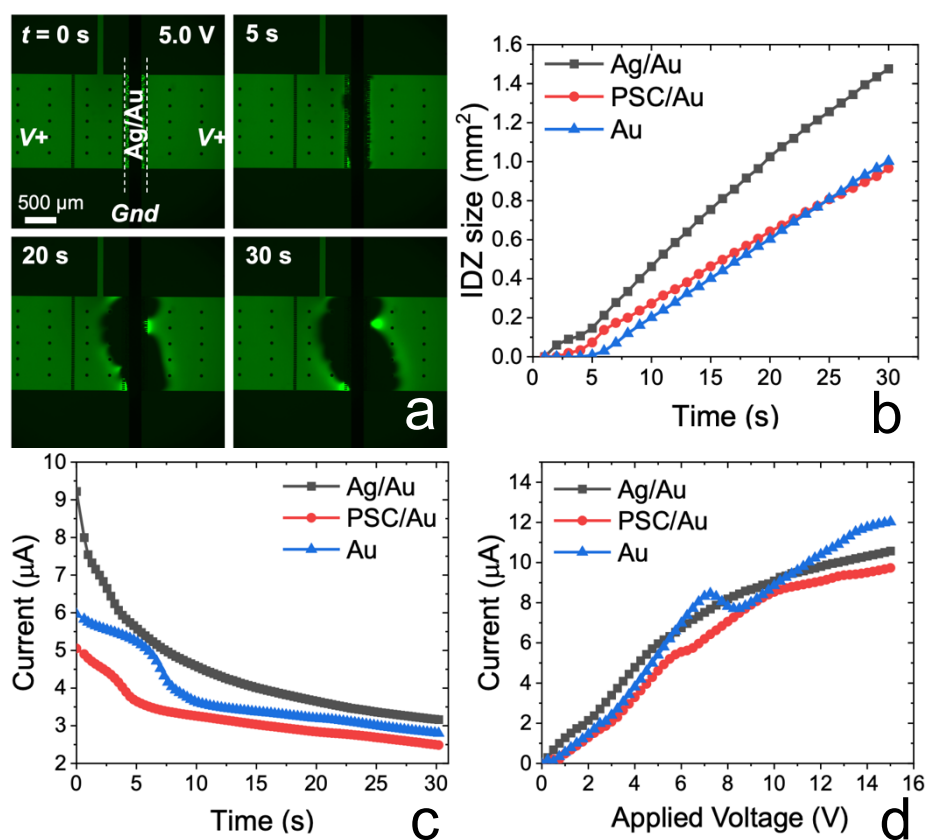 t = 0 s
5.0 V
5 s
V+
Ag/Au
V+
500 μm
Gnd
20 s
30 s
a
1.6
1.4
1.2
1.0
0.8
0.6
0.4
0.2
0.0
IDZ size (mm²)
Ag/Au
PSC/Au
Au
0
5
10
15
20
25
30
Time (s)
b
10
9
8
7
6
5
4
3
2
Current (μA)
Ag/Au
PSC/Au
Au
0
5
10
15
20
25
30
Time (s)
c
14
12
10
8
6
4
2
0
Current (μA)
Ag/Au
PSC/Au
Au
0
2
4
6
8
10
12
14
16
Applied Voltage (V)
d